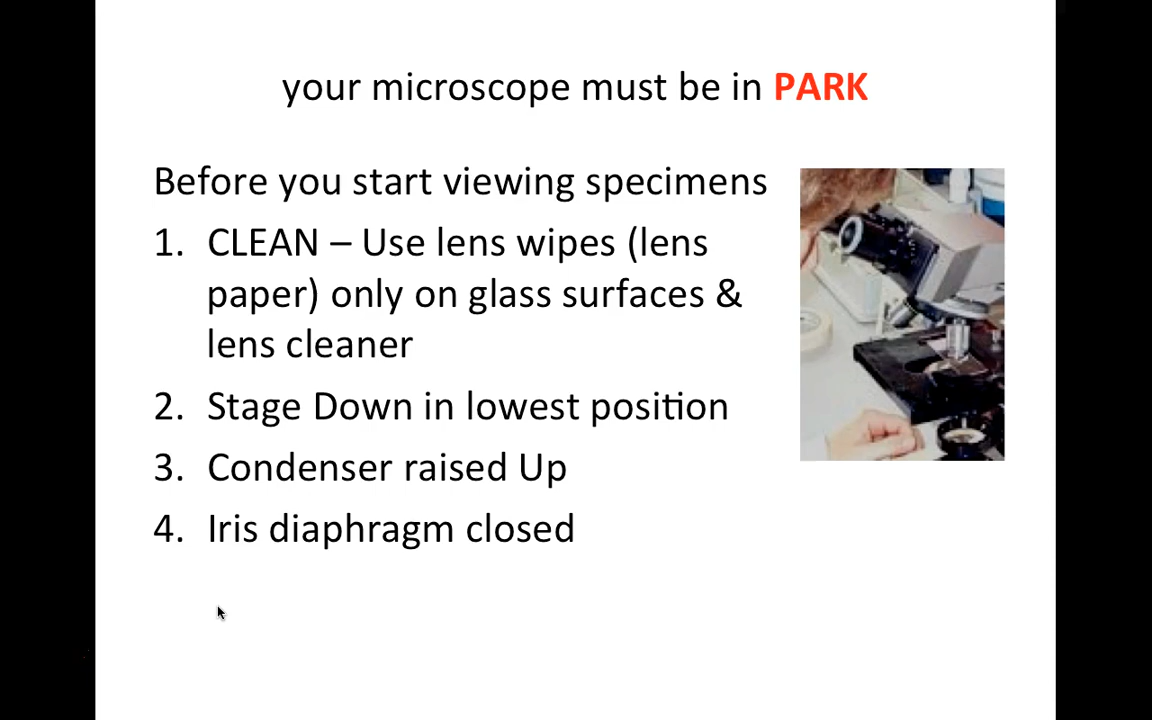 your microscope must be in PARK
Before you start viewing specimens
1. CLEAN – Use lens wipes (lens
paper) only on glass surfaces &
lens cleaner
2. Stage Down in lowest position
3. Condenser raised Up
4. Iris diaphragm closed